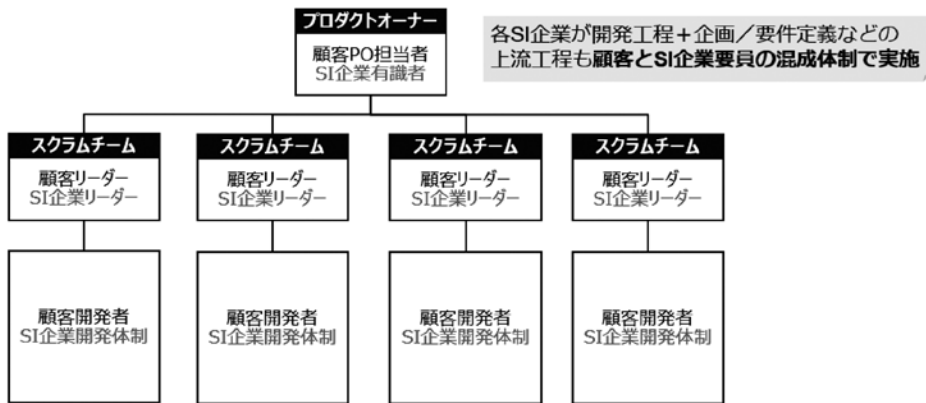 プロダクトオーナー
顧客PO担当者
SI企業有識者
各SI企業が開発工程＋企画／要件定義などの
上流工程も顧客とSI企業要員の混成体制で実施
スクラムチーム
顧客リーダー
SI企業リーダー
スクラムチーム
顧客リーダー
SI企業リーダー
スクラムチーム
顧客リーダー
SI企業リーダー
スクラムチーム
顧客リーダー
SI企業リーダー
顧客開発者
SI企業開発体制
顧客開発者
SI企業開発体制
顧客開発者
SI企業開発体制
顧客開発者
SI企業開発体制